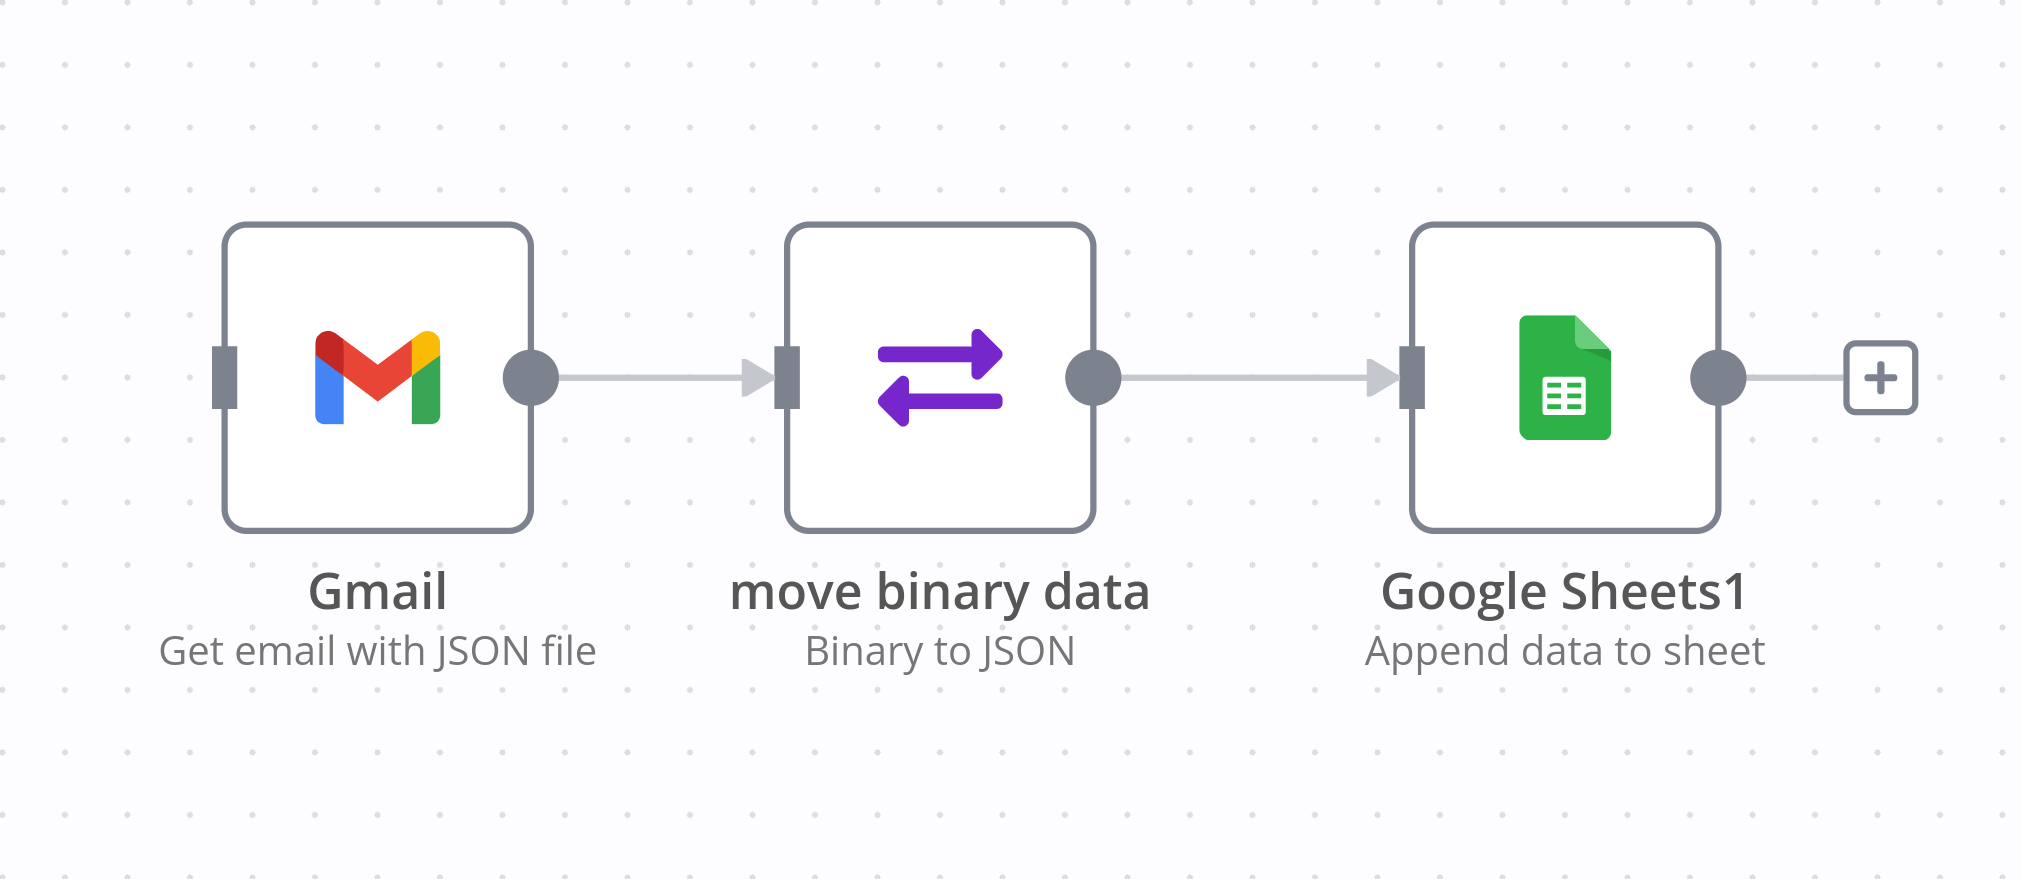 Gmail
Get email with JSON file
move binary data
Binary to JSON
Google Sheets1
Append data to sheet